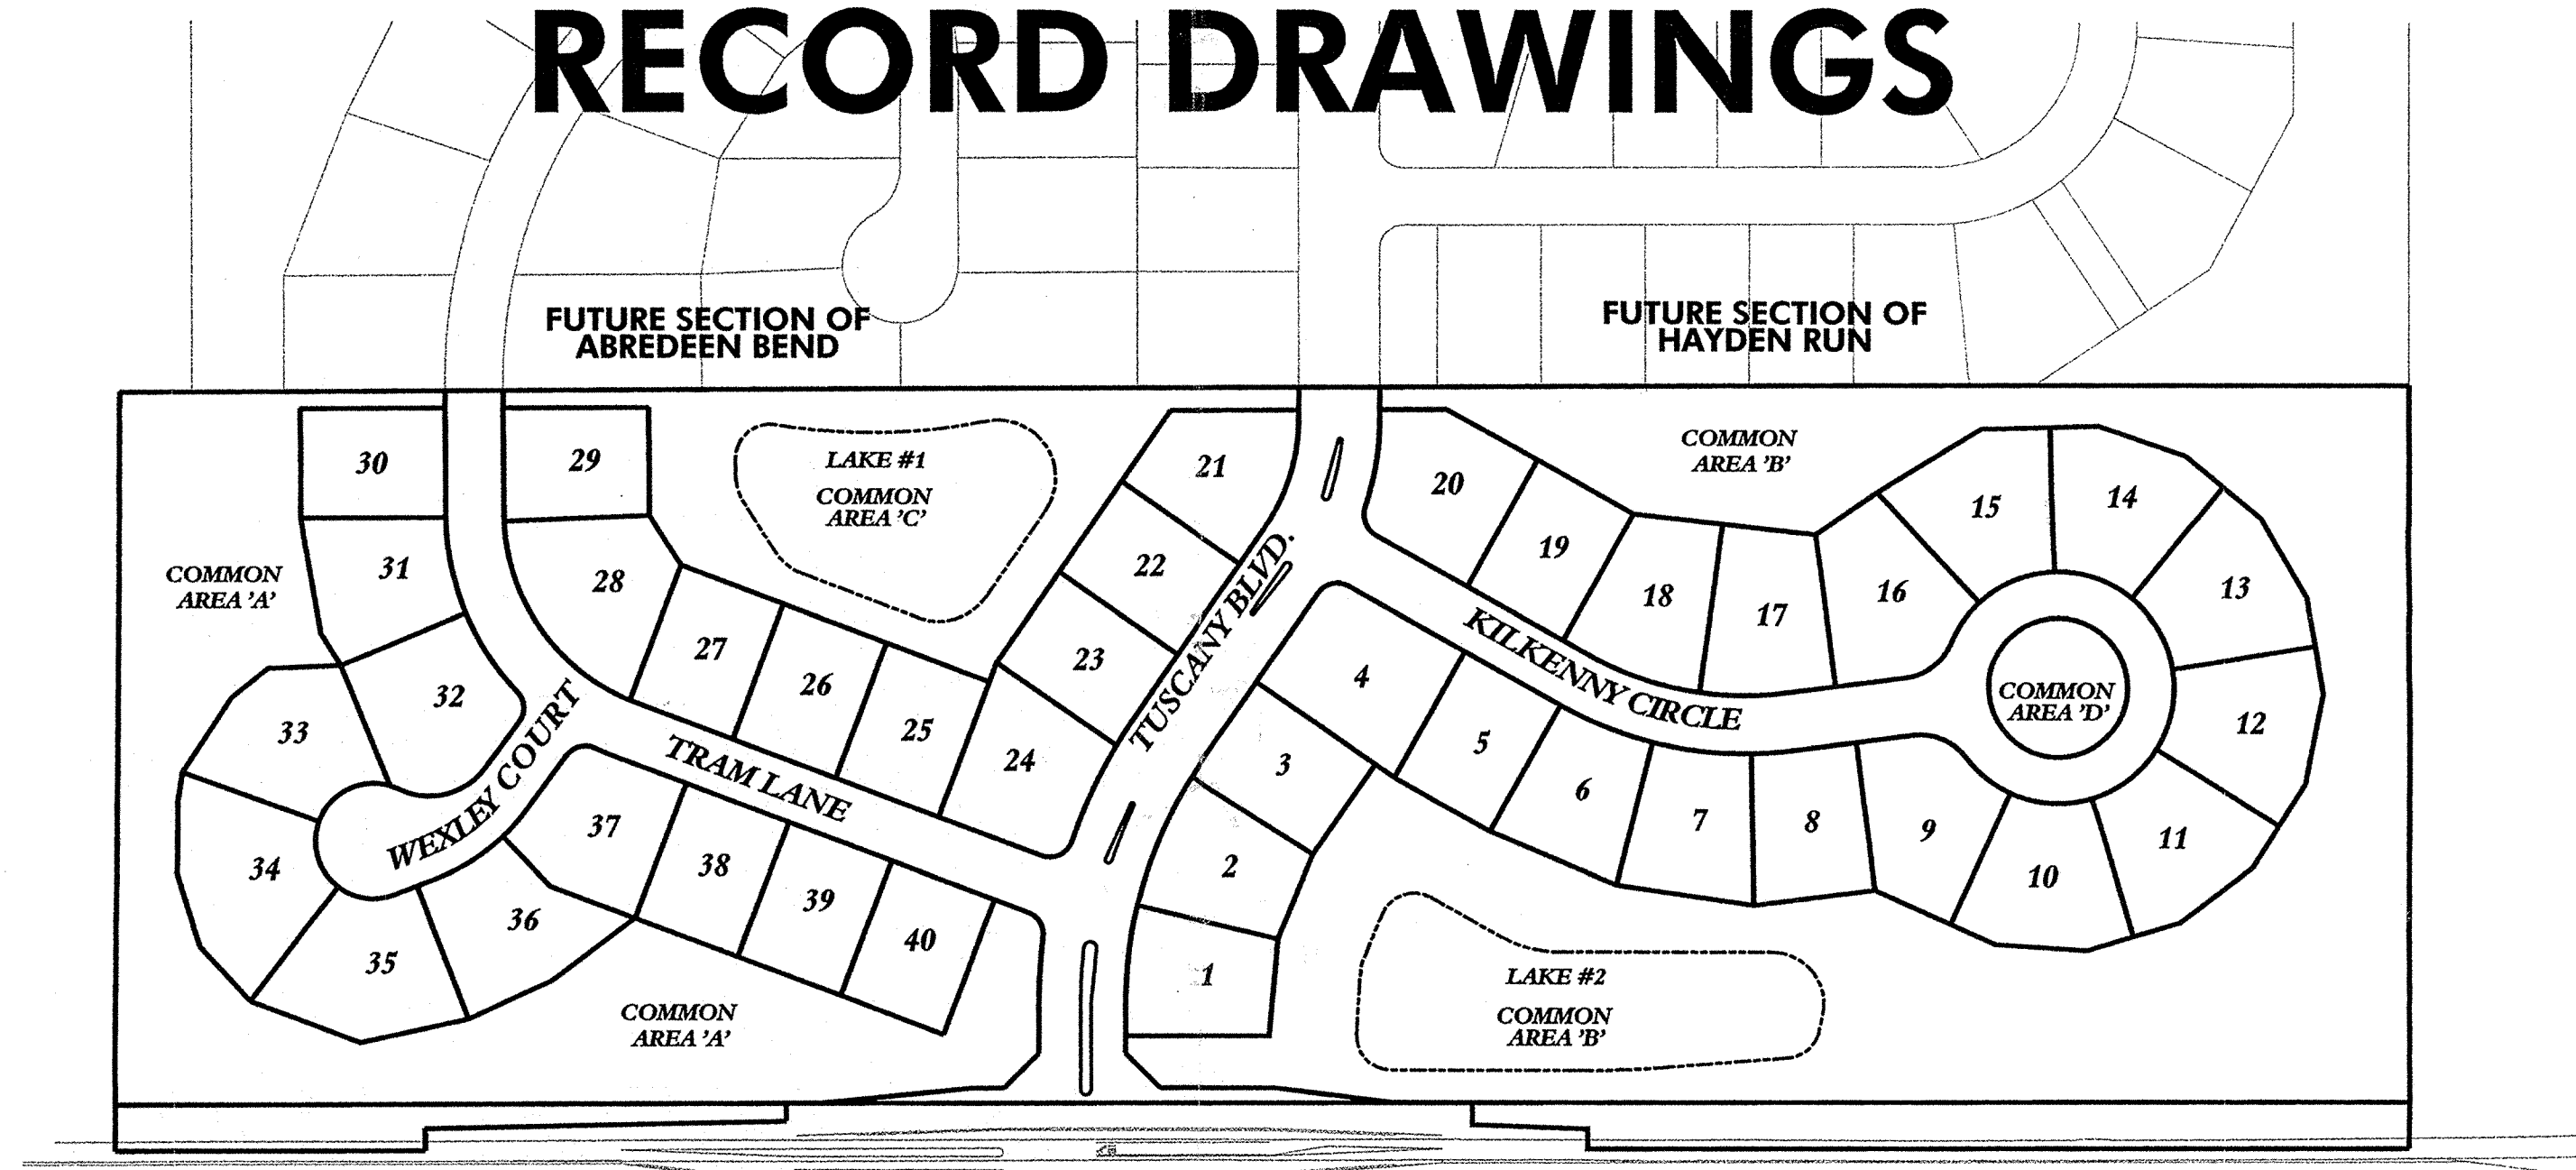 RECORD DRAWINGS
FUTURE SECTION OF
ABREDEEN BEND
FUTURE SECTION OF
HAYDEN RUN
30
29
LAKE #1
COMMON
AREA 'C'
21
20
COMMON
AREA 'B'
15
14
31
28
COMMON
AREA 'A'
22
19
18
17
16
13
TUSCANY BLVD.
KILKENNY CIRCLE
32
27
26
25
23
24
4
COMMON
AREA 'D'
12
33
WEXLEY COURT
TRAM LANE
3
5
6
7
8
9
10
11
34
37
38
39
40
2
35
36
1
LAKE #2
COMMON
AREA 'B'
COMMON
AREA 'A'